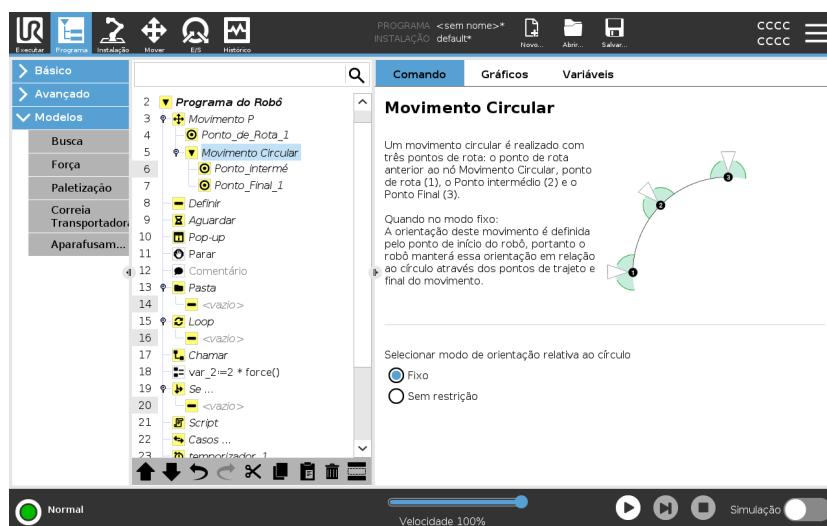 PROGRAMA <sem nome>*
INSTALAÇÃO default*
CCCC
CCCC
Executar Programa Instalação Mover E/S Histórico Novo... Abrir... Salvar...
Básico
Avançado
Modelos
Busca
Força
Paletização
Correia
Transportadora
Aparafusam...
2 Programa do Robô
3 Movimento P
4 Ponto_de_Rota_1
5 Movimento Circular
6 Ponto_intermé
7 Ponto_Final_1
8 Definir
9 Aguardar
10 Pop-up
11 Parar
12 Comentário
13 Pasta
14 <vazio>
15 Loop
16 <vazio>
17 Chamar
18 var_2:=2 * force()
19 Se ...
20 <vazio>
21 Script
22 Casos ...
23 temporizador_1
Comando Gráficos Variáveis
Movimento Circular
Um movimento circular é realizado com
três pontos de rota: o ponto de rota
anterior ao nó Movimento Circular, ponto
de rota (1), o Ponto intermédio (2) e o
Ponto Final (3).
Quando no modo fixo:
A orientação deste movimento é definida
pelo ponto de início do robô, portanto o
robô manterá essa orientação em relação
ao círculo através dos pontos de trajeto e
final do movimento.
3
2
1
Selecionar modo de orientação relativa ao círculo
Fixo
Sem restrição
Normal
Velocidade 100%
Simulação